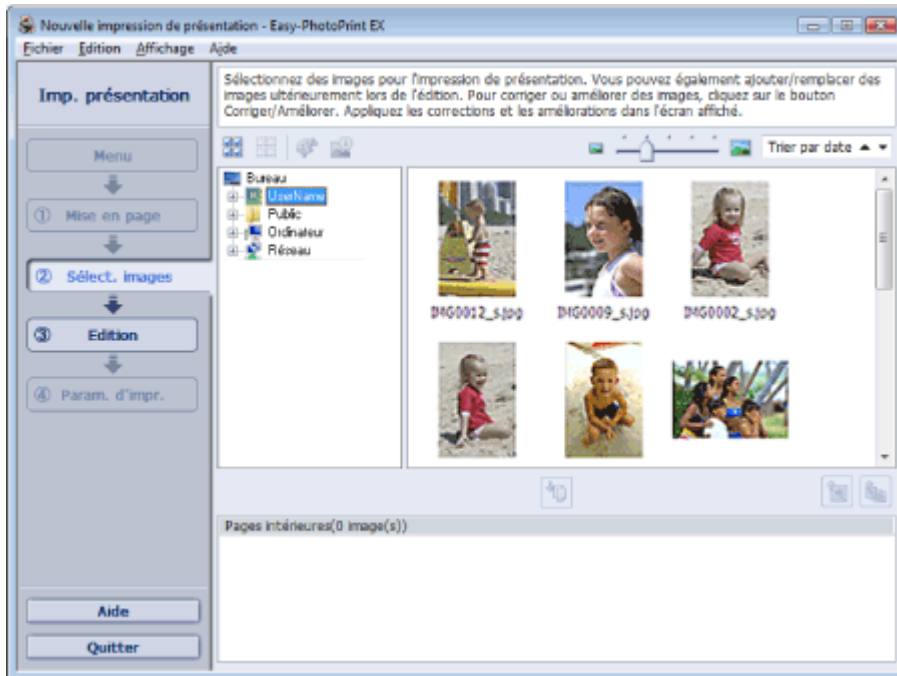 Nouvelle impression de présentation - Easy-PhotoPrint EX
Fichier Edition Affichage Aide
Imp. présentation
Sélectionnez des images pour l'impression de présentation. Vous pouvez également ajouter/remplacer des
images ultérieurement lors de l'édition. Pour corriger ou améliorer des images, cliquez sur le bouton
Corriger/Améliorer. Appliquez les corrections et les améliorations dans l'écran affiché.
Menu
① Mise en page
② Sélect. images
③ Edition
④ Param. d'impr.
Aide
Quitter
Trier par date
Bureau
UserName
Public
Ordinateur
Réseau
IMG0012_s.jpg IMG0009_s.jpg IMG0002_s.jpg
Pages intérieures(0 image(s))